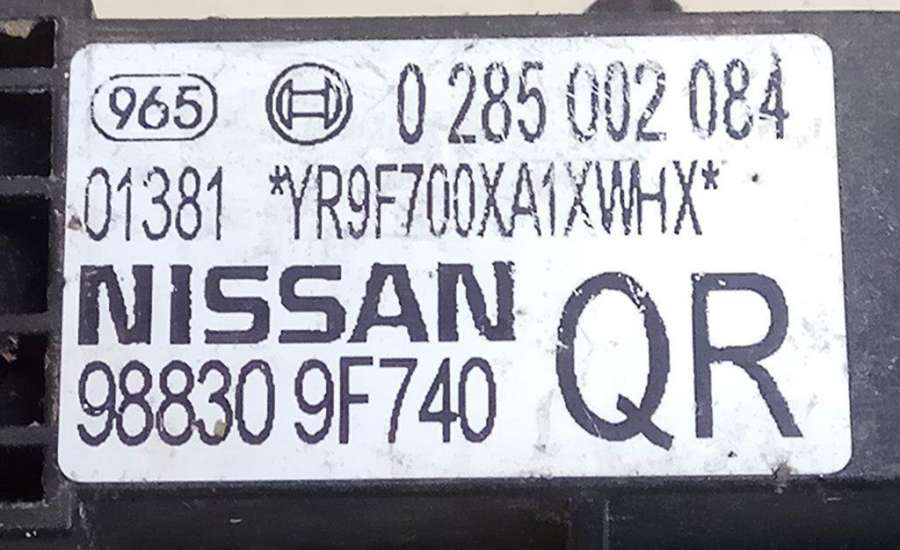 965 0 285 002 084
01381 *YR9F700XA1XWHX*
NISSAN
98830 9F740 QR